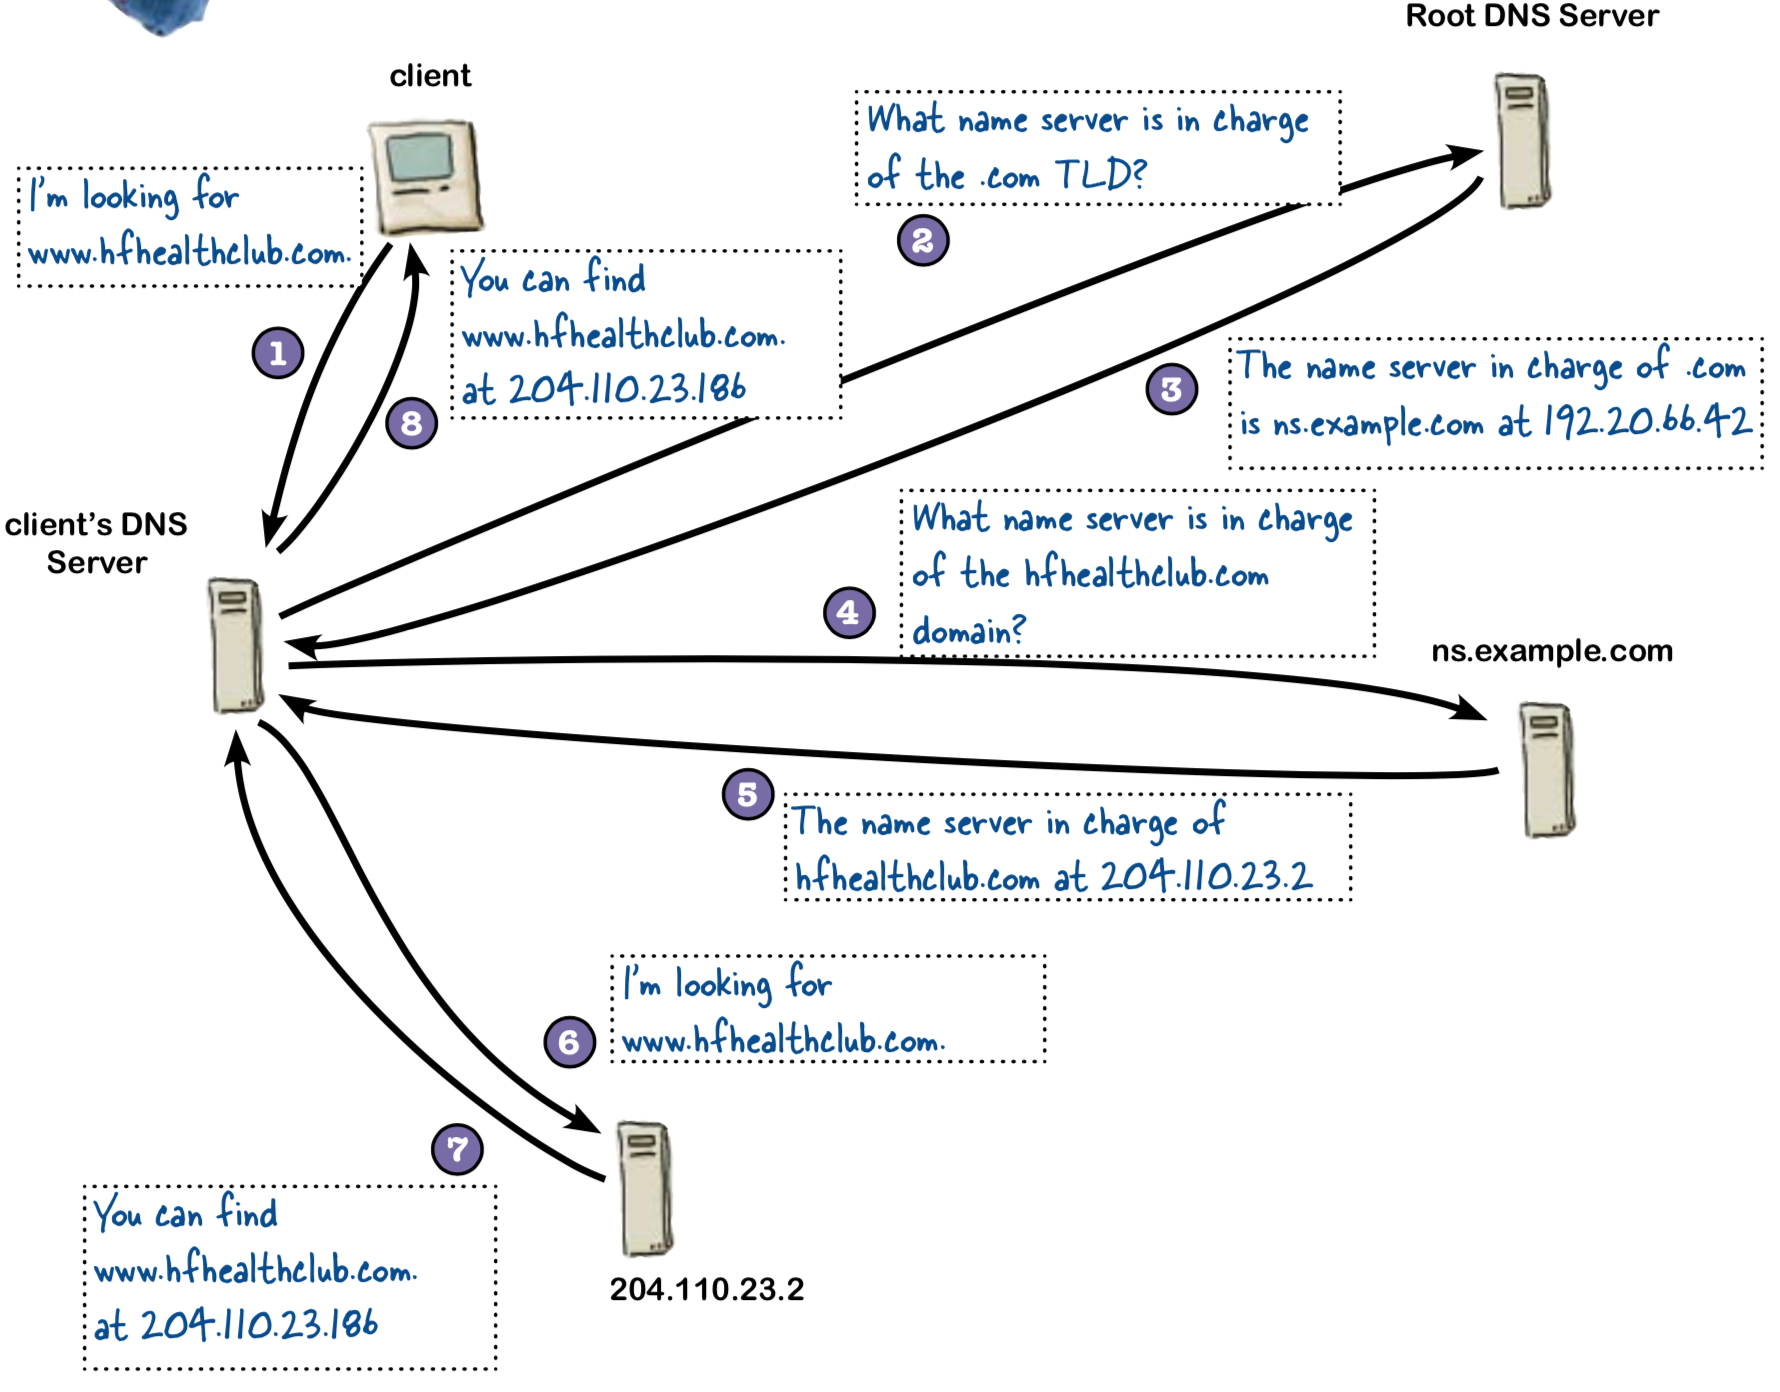 Root DNS Server
client
What name server is in charge
of the .com TLD?
I'm looking for
www.hfhealthclub.com.
2
You can find
www.hfhealthclub.com.
at 204.110.23.186
1
8
3
The name server in charge of .com
is ns.example.com at 192.20.66.42
client's DNS
Server
What name server is in charge
of the hfhealthclub.com
domain?
4
ns.example.com
5
The name server in charge of
hfhealthclub.com at 204.110.23.2
6
I'm looking for
www.hfhealthclub.com.
7
You can find
www.hfhealthclub.com.
at 204.110.23.186
204.110.23.2